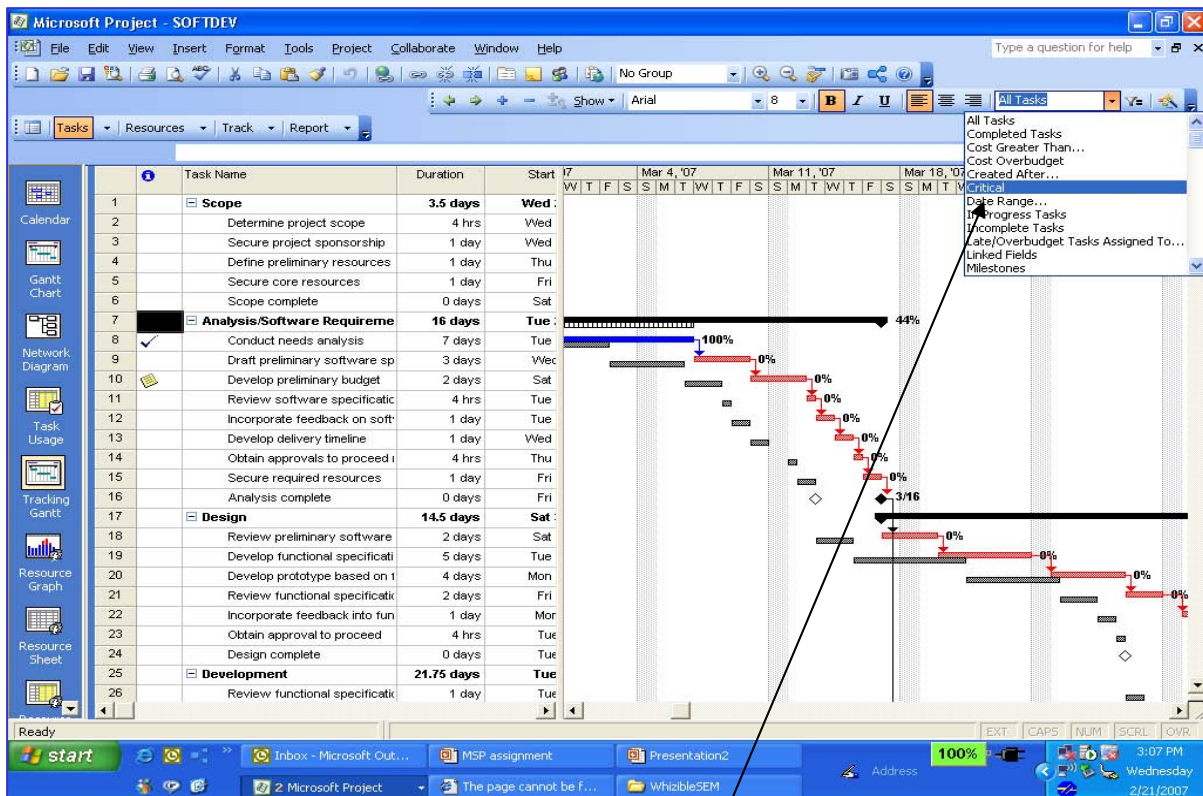 Microsoft Project - SOFTDEV
File Edit View Insert Format Tools Project Collaborate Window Help
Type a question for help
No Group
Show Arial 8 B I U All Tasks
Tasks Resources Track Report
All Tasks
Completed Tasks
Cost Greater Than...
Cost Overbudget
Created After...
Critical
Date Range...
In Progress Tasks
Incomplete Tasks
Late/Overbudget Tasks Assigned To...
Linked Fields
Milestones
Task Name Duration Start
'07 Mar 4, '07 Mar 11, '07 Mar 18, '07
W T F S S M T W T F S S M T W T F S S M T
1 Scope 3.5 days Wed
2 Determine project scope 4 hrs Wed
3 Secure project sponsorship 1 day Wed
4 Define preliminary resources 1 day Thu
5 Secure core resources 1 day Fri
6 Scope complete 0 days Sat
7 Analysis/Software Requireme 16 days Tue 44%
8 Conduct needs analysis 7 days Tue 100%
9 Draft preliminary software sp 3 days Wed 0%
10 Develop preliminary budget 2 days Sat 0%
11 Review software specificatic 4 hrs Tue 0%
12 Incorporate feedback on soft 1 day Tue 0%
13 Develop delivery timeline 1 day Wed 0%
14 Obtain approvals to proceed 4 hrs Thu 0%
15 Secure required resources 1 day Fri 0%
16 Analysis complete 0 days Fri 3/16
17 Design 14.5 days Sat
18 Review preliminary software 2 days Sat 0%
19 Develop functional specificati 5 days Tue 0%
20 Develop prototype based on 4 days Mon 0%
21 Review functional specificatic 2 days Fri 0%
22 Incorporate feedback into fun 1 day Mor
23 Obtain approval to proceed 4 hrs Tue
24 Design complete 0 days Tue
25 Development 21.75 days Tue
26 Review functional specificatic 1 day Tue
Calendar
Gantt
Chart
Network
Diagram
Task
Usage
Tracking
Gantt
Resource
Graph
Resource
Sheet
Ready EXT CAPS NUM SCRL OVR
start Inbox - Microsoft Out... MSP assignment Presentation2 100% 3:07 PM
Address Wednesday
2 Microsoft Project The page cannot be f... WhizibleSEM 2/21/2007